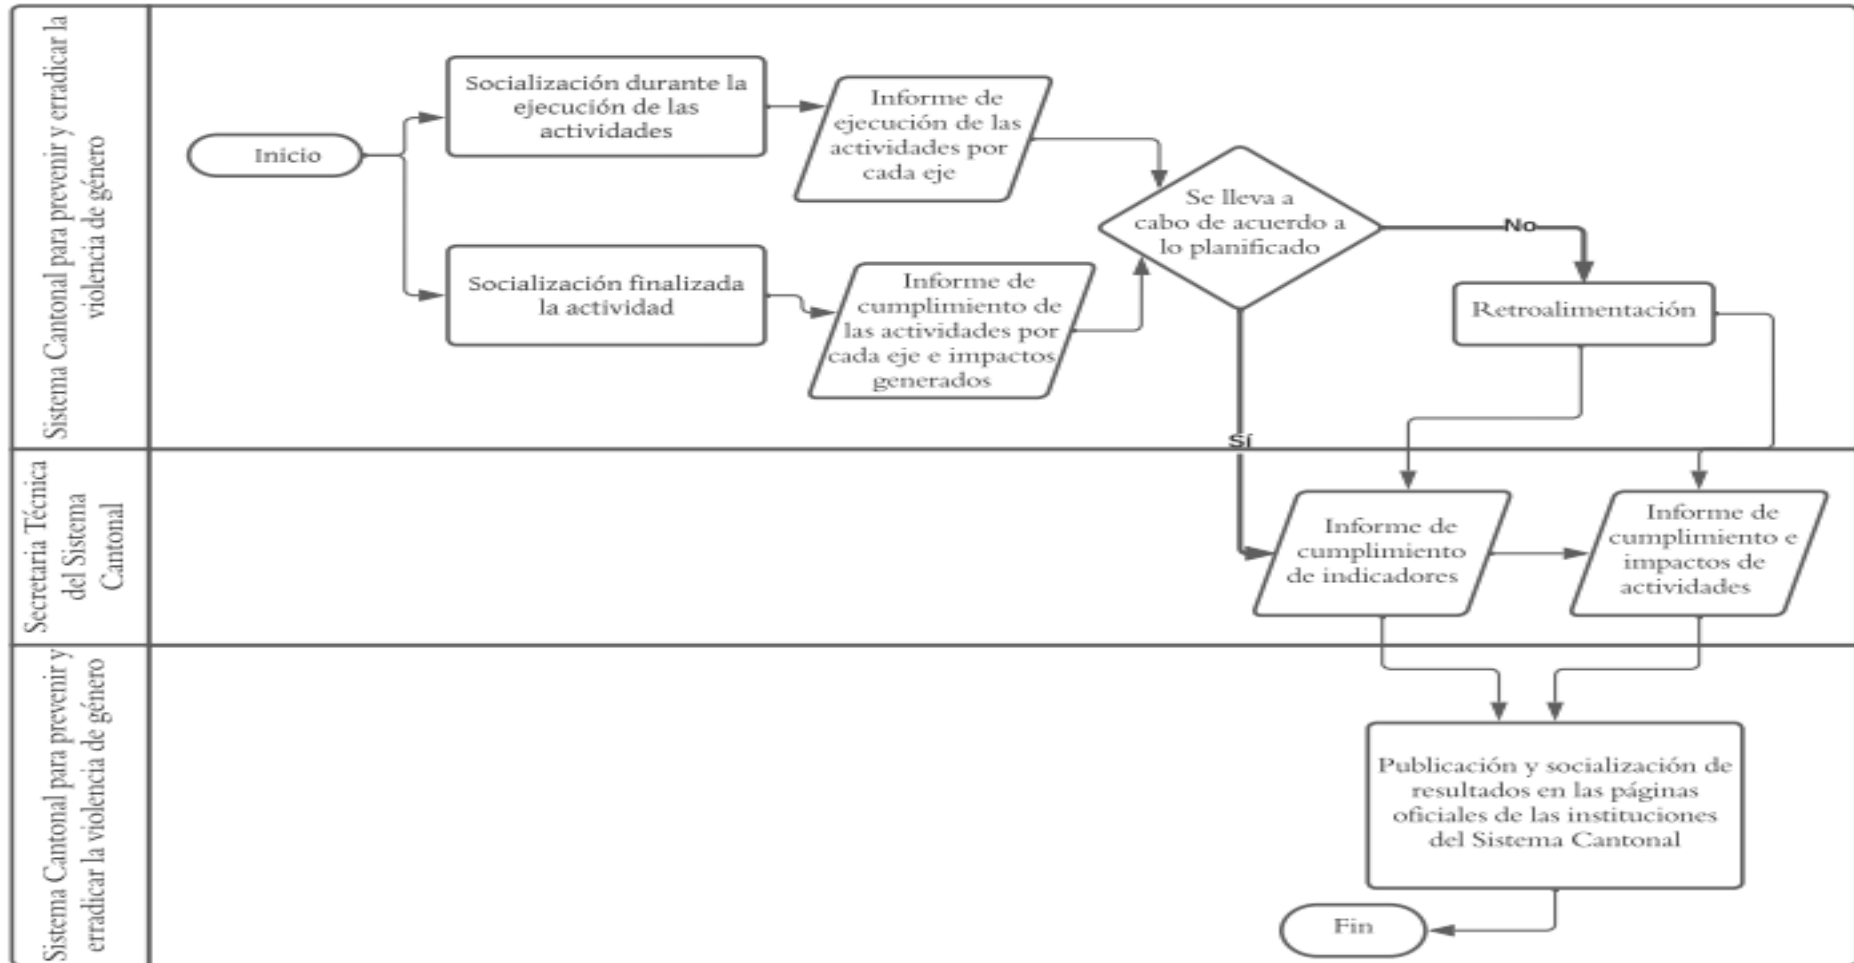 Sistema Cantonal para prevenir y erradicar la
violencia de género
Inicio
Socialización durante la
ejecución de las
actividades
Informe de
ejecución de las
actividades por
cada eje
Socialización finalizada
la actividad
Informe de
cumplimiento de
las actividades por
cada eje e impactos
generados
Se lleva a
cabo de acuerdo a
lo planificado
No
Retroalimentación
Sí
Secretaria Técnica
del Sistema
Cantonal
Informe de
cumplimiento
de indicadores
Informe de
cumplimiento e
impactos de
actividades
Sistema Cantonal para prevenir y
erradicar la violencia de género
Publicación y socialización de
resultados en las páginas
oficiales de las instituciones
del Sistema Cantonal
Fin